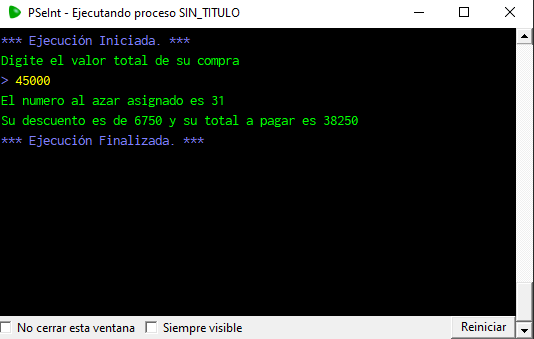 PSeInt - Ejecutando proceso SIN_TITULO
*** Ejecución Iniciada. ***
Digite el valor total de su compra
> 45000
El numero al azar asignado es 31
Su descuento es de 6750 y su total a pagar es 38250
*** Ejecución Finalizada. ***
No cerrar esta ventana Siempre visible Reiniciar